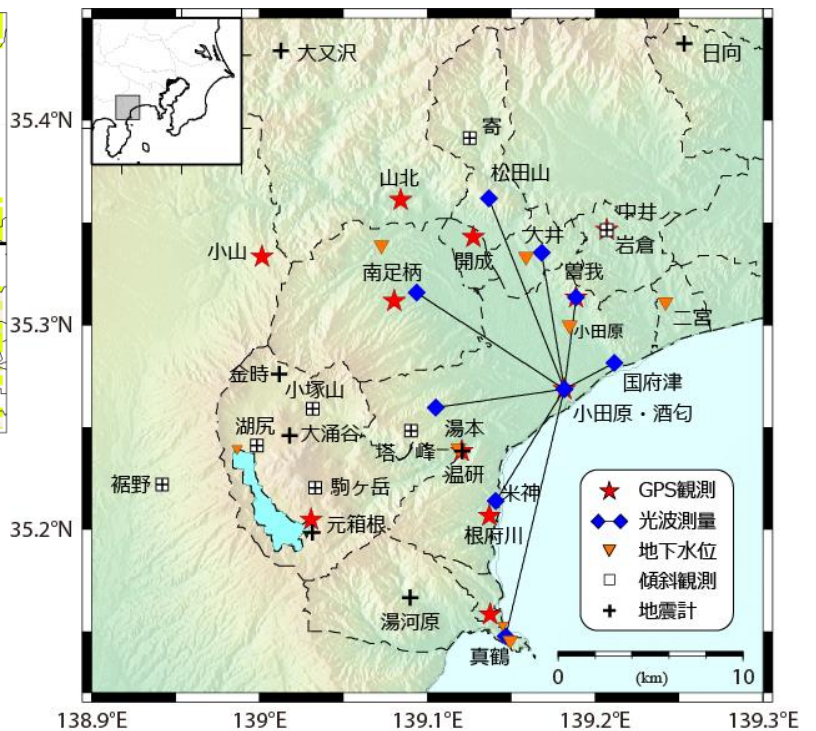 大又沢
日向
35.4°N
寄
松田山
山北
中井
大井
岩倉
小山
開成
曽我
南足柄
35.3°N
小田原
二宮
金時
国府津
小塚山
小田原・酒匂
湖尻
大涌谷
湯本
塔ノ峰
温研
裾野
駒ヶ岳
米神
GPS観測
元箱根
光波測量
35.2°N
根府川
地下水位
傾斜観測
湯河原
地震計
真鶴
0 (km) 10
138.9°E 139°E 139.1°E 139.2°E 139.3°E